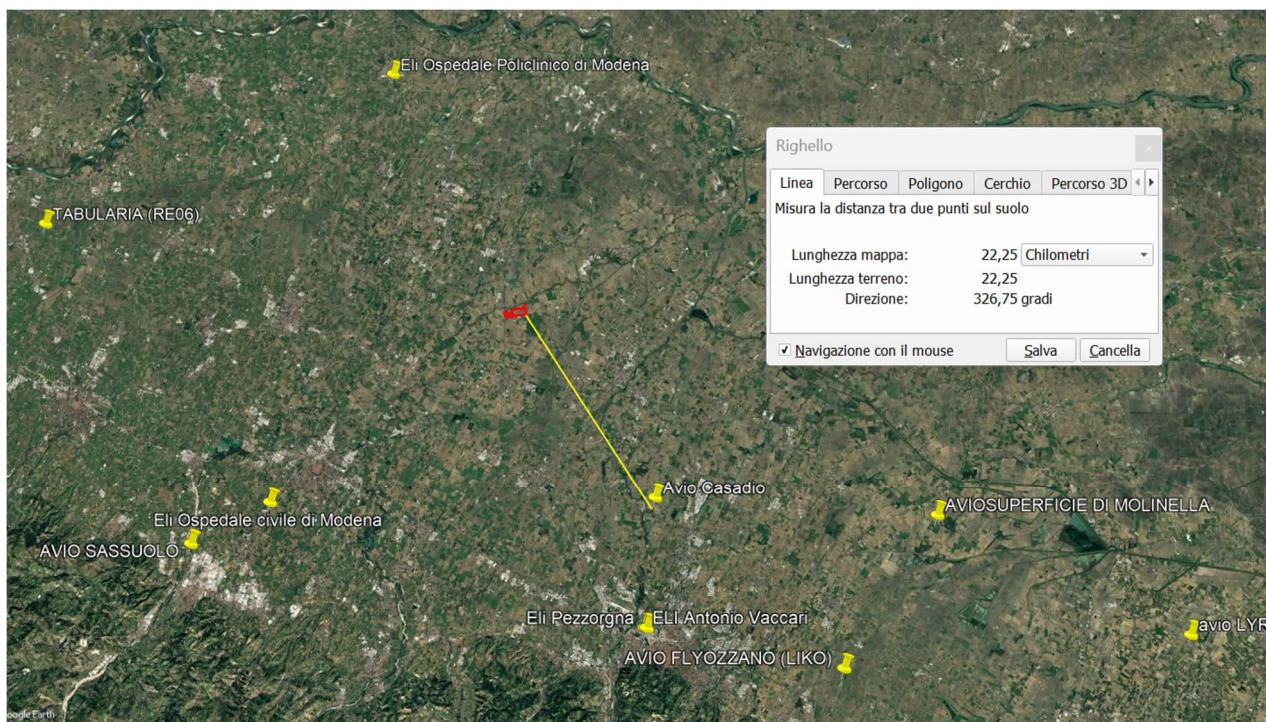 Eli Ospedale Policlinico di Modena
TABULARIA (RE06)
Righello
Linea Percorso Poligono Cerchio Percorso 3D
Misura la distanza tra due punti sul suolo
Lunghezza mappa: 22,25 Chilometri
Lunghezza terreno: 22,25
Direzione: 326,75 gradi
Navigazione con il mouse Salva Cancella
Avio Casadio
AVIOSUPERFICIE DI MOLINELLA
Eli Ospedale civile di Modena
AVIO SASSUOLO
Eli Pezzorgna ELI Antonio Vaccari
avio LYR
AVIO FLYOZZANO (LIKO)
oogle Earth